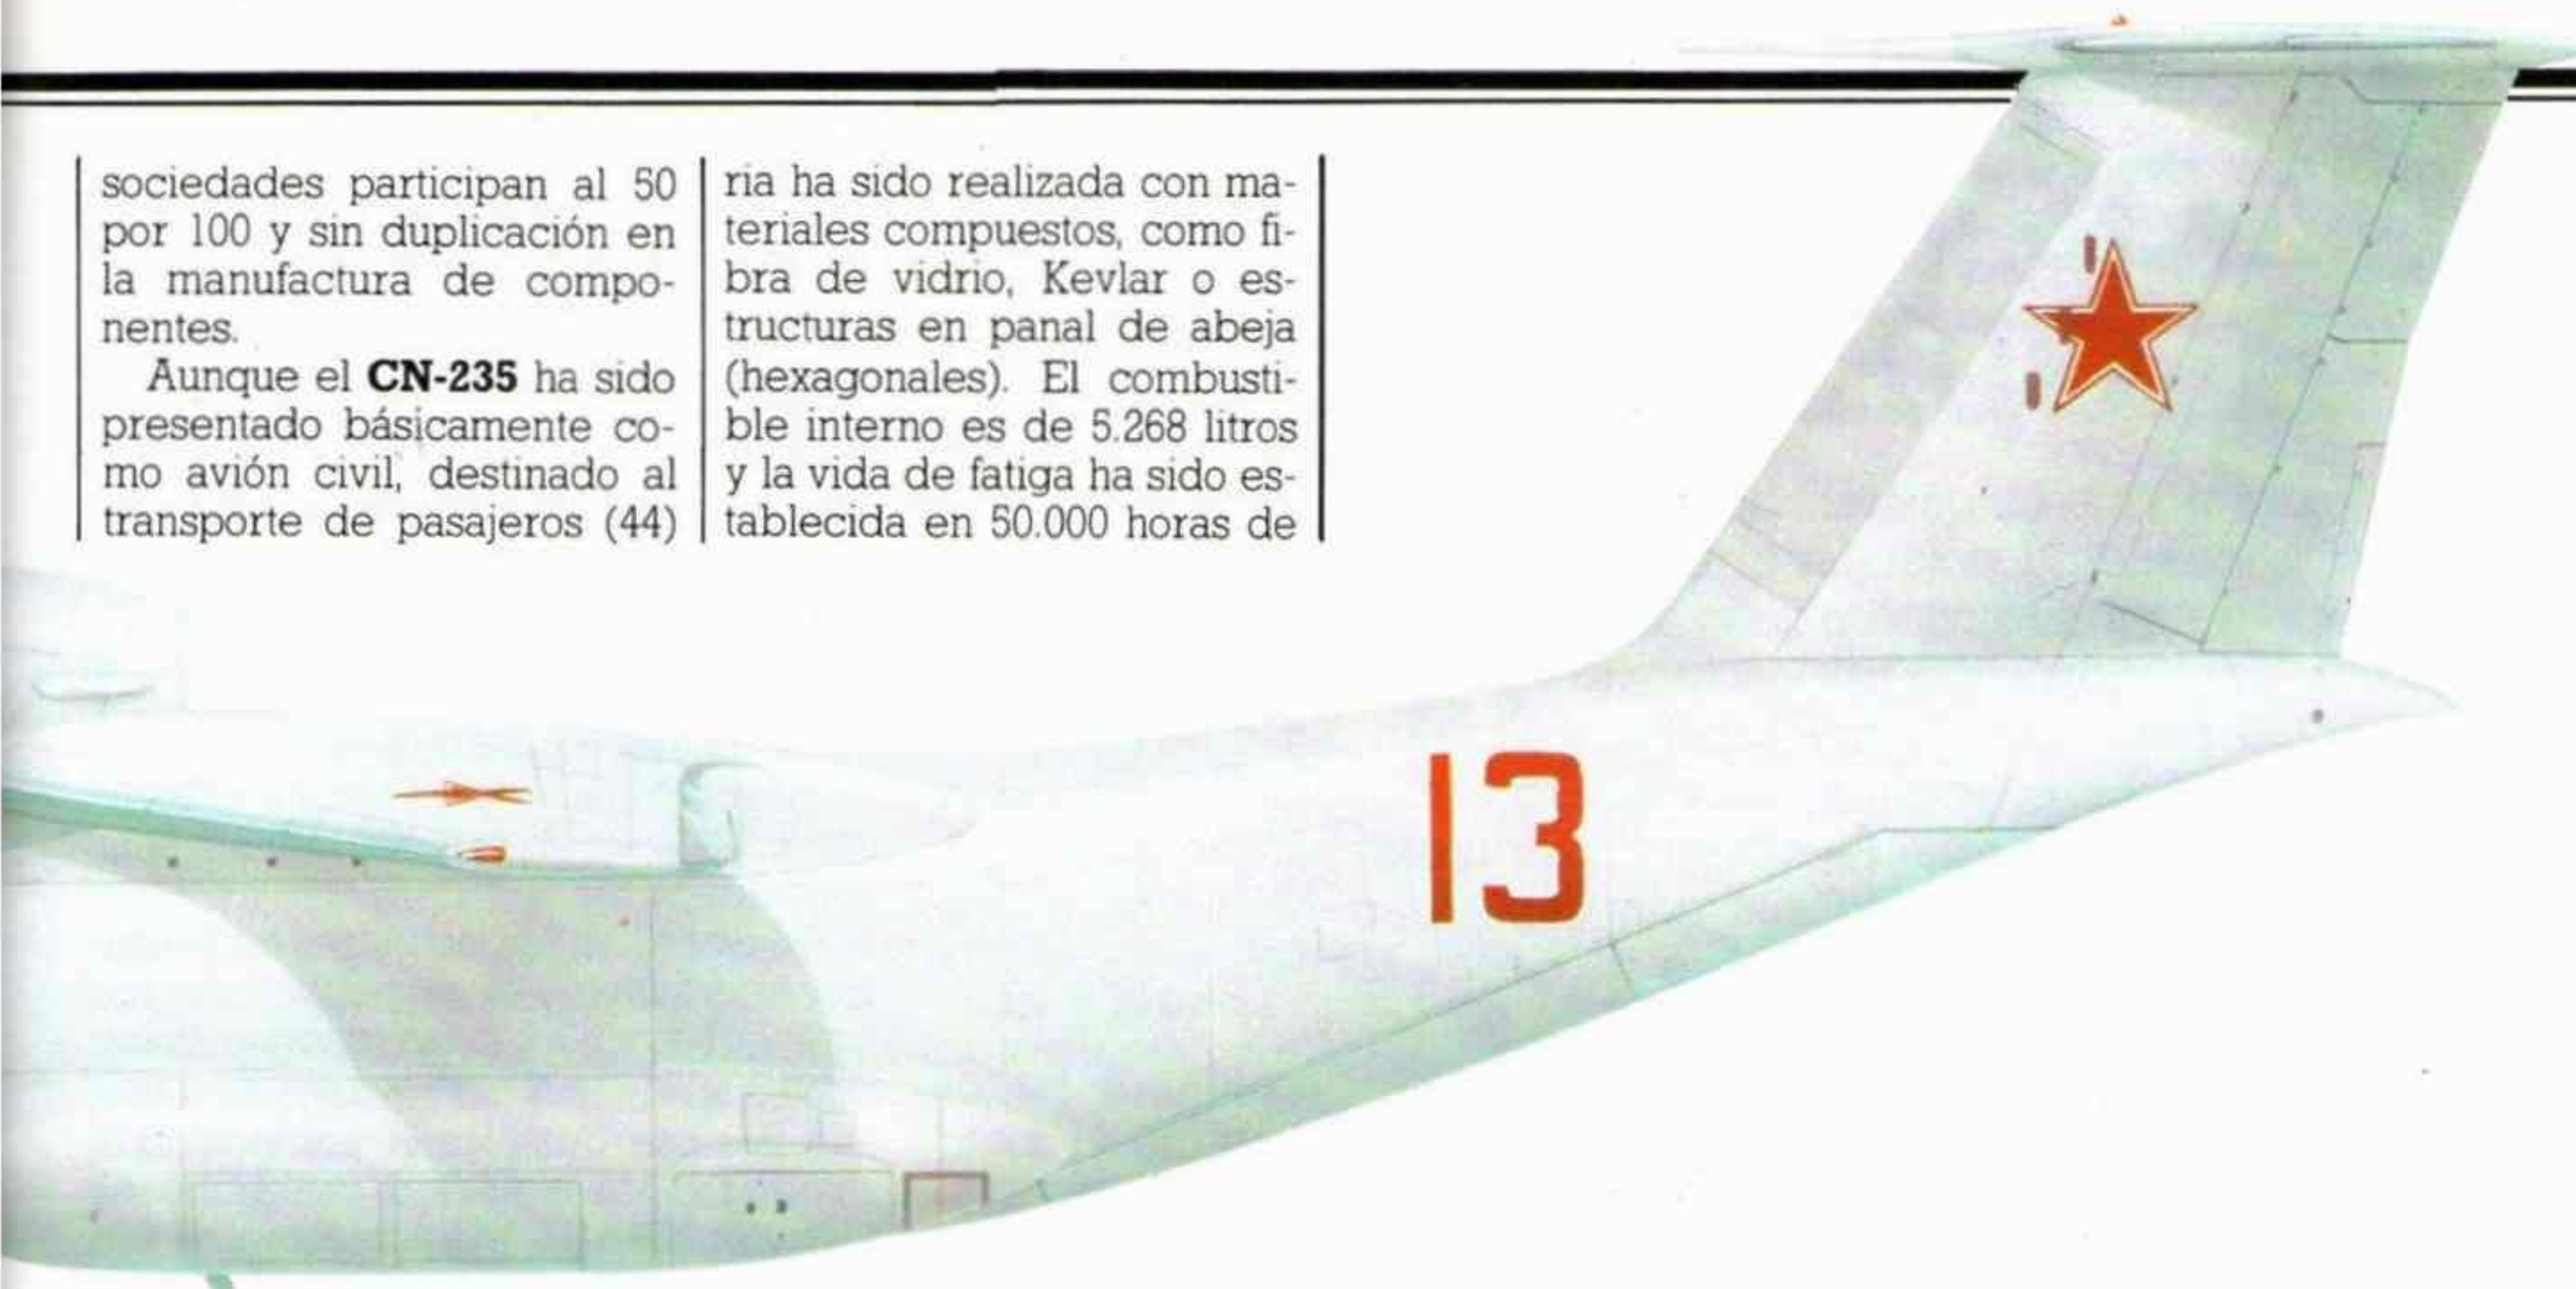 sociedades participan al 50
por 100 y sin duplicación en
la manufactura de compo-
nentes.
Aunque el CN-235 ha sido
presentado básicamente co-
mo avión civil, destinado al
transporte de pasajeros (44)
ria ha sido realizada con ma-
teriales compuestos, como fi-
bra de vidrio, Kevlar o es-
tructuras en panal de abeja
(hexagonales). El combusti-
ble interno es de 5.268 litros
y la vida de fatiga ha sido es-
tablecida en 50.000 horas de
13